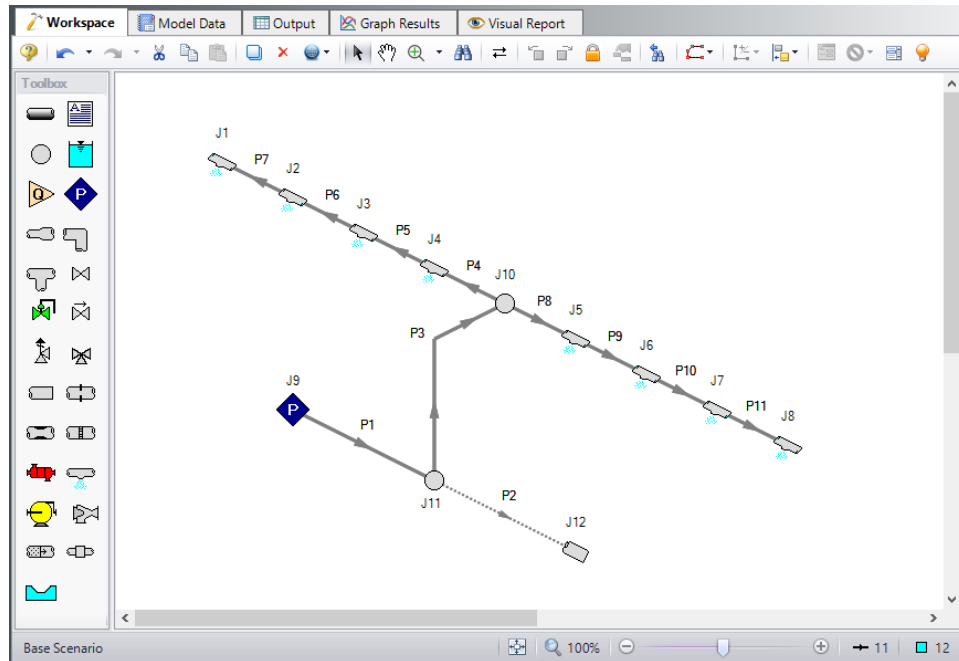 Workspace Model Data Output Graph Results Visual Report
Toolbox
A
Q P
J1
P7 J2
P6 J3
P5 J4
P4 J10
P8 J5
P3 P9 J6
P10 J7
J9 P11 J8
P
P1
P2
J11 J12
Base Scenario 100% 11 12